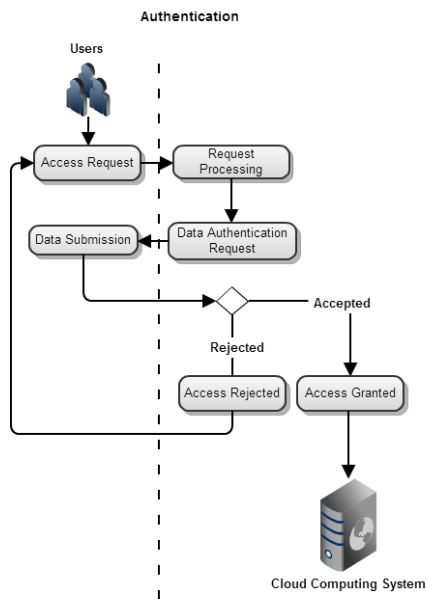 Authentication
Users
Access Request
Request
Processing
Data Submission
Data Authentication
Request
Accepted
Rejected
Access Rejected
Access Granted
Cloud Computing System